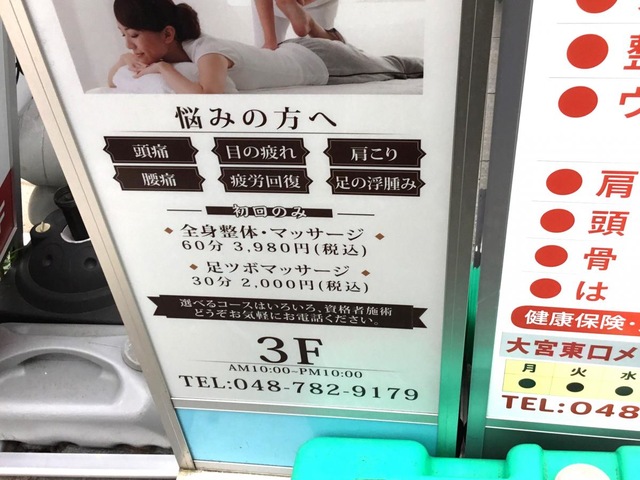 悩みの方へ
頭痛 目の疲れ 肩こり
腰痛 疲労回復 足の浮腫み
初回のみ
全身整体・マッサージ
60分 3,980円(税込)
足ツボマッサージ
30分 2,000円(税込)
選べるコースはいろいろ、資格者施術
どうぞお気軽にお電話ください。
3F
AM10:00~PM10:00
TEL:048-782-9179
整
ウ
肩
頭
骨
は
健康保険・
大宮東口メ
月 火 水
TEL:048